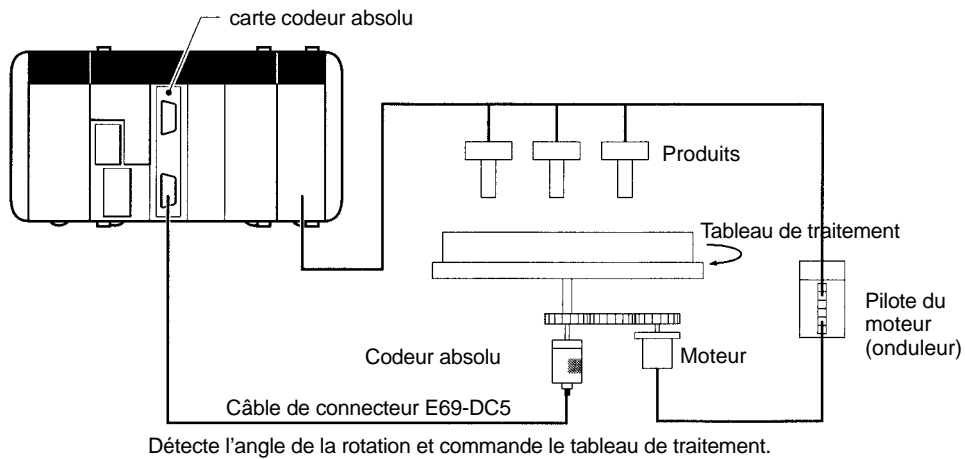 carte codeur absolu
Produits
Tableau de traitement
Pilote du
moteur
(onduleur)
Codeur absolu
Moteur
Câble de connecteur E69-DC5
Détecte l'angle de la rotation et commande le tableau de traitement.